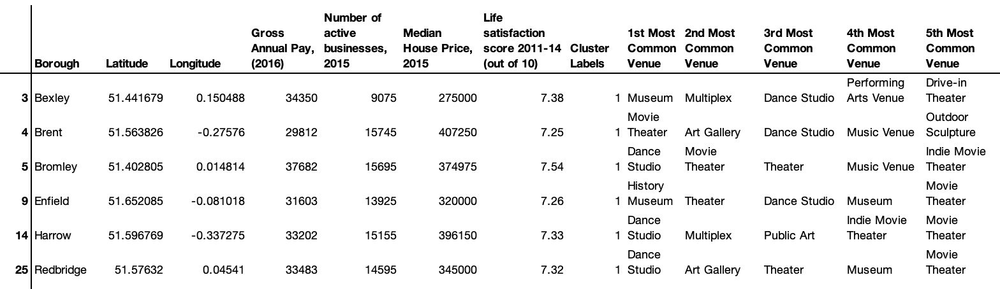 Borough Latitude Longitude Gross Annual Pay, (2016) Number of active businesses, 2015 Median House Price, 2015 Life satisfaction score 2011-14 (out of 10) Cluster Labels 1st Most Common Venue 2nd Most Common Venue 3rd Most Common Venue 4th Most Common Venue 5th Most Common Venue
3 Bexley 51.441679 0.150488 34350 9075 275000 7.38 1 Museum Multiplex Dance Studio Performing Arts Venue Drive-in Theater
4 Brent 51.563826 -0.27576 29812 15745 407250 7.25 1 Movie Theater Art Gallery Dance Studio Music Venue Outdoor Sculpture
5 Bromley 51.402805 0.014814 37682 15695 374975 7.54 1 Dance Studio Movie Theater Theater Music Venue Indie Movie Theater
9 Enfield 51.652085 -0.081018 31603 13925 320000 7.26 1 History Museum Theater Dance Studio Museum Movie Theater
14 Harrow 51.596769 -0.337275 33202 15155 396150 7.33 1 Dance Studio Multiplex Public Art Indie Movie Theater Movie Theater
25 Redbridge 51.57632 0.04541 33483 14595 345000 7.32 1 Dance Studio Art Gallery Theater Museum Movie Theater